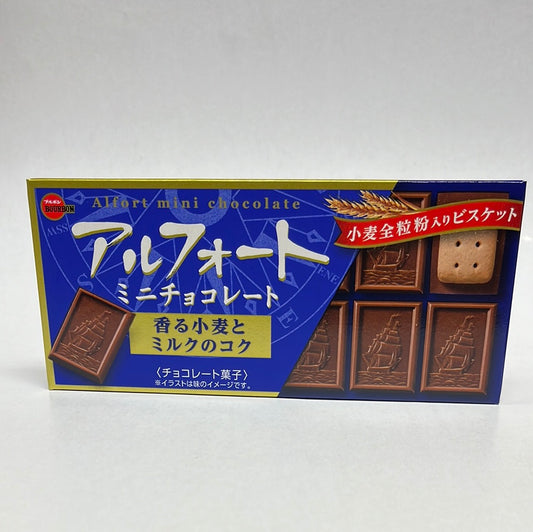 ブルボン
BOURBON
Alfort mini chocolate
アルフォート
ミニチョコレート
香る小麦と
ミルクのコク
〈チョコレート菓子〉
※イラストは味のイメージです。
小麦全粒粉入りビスケット
WSW
SSE
ENE
E